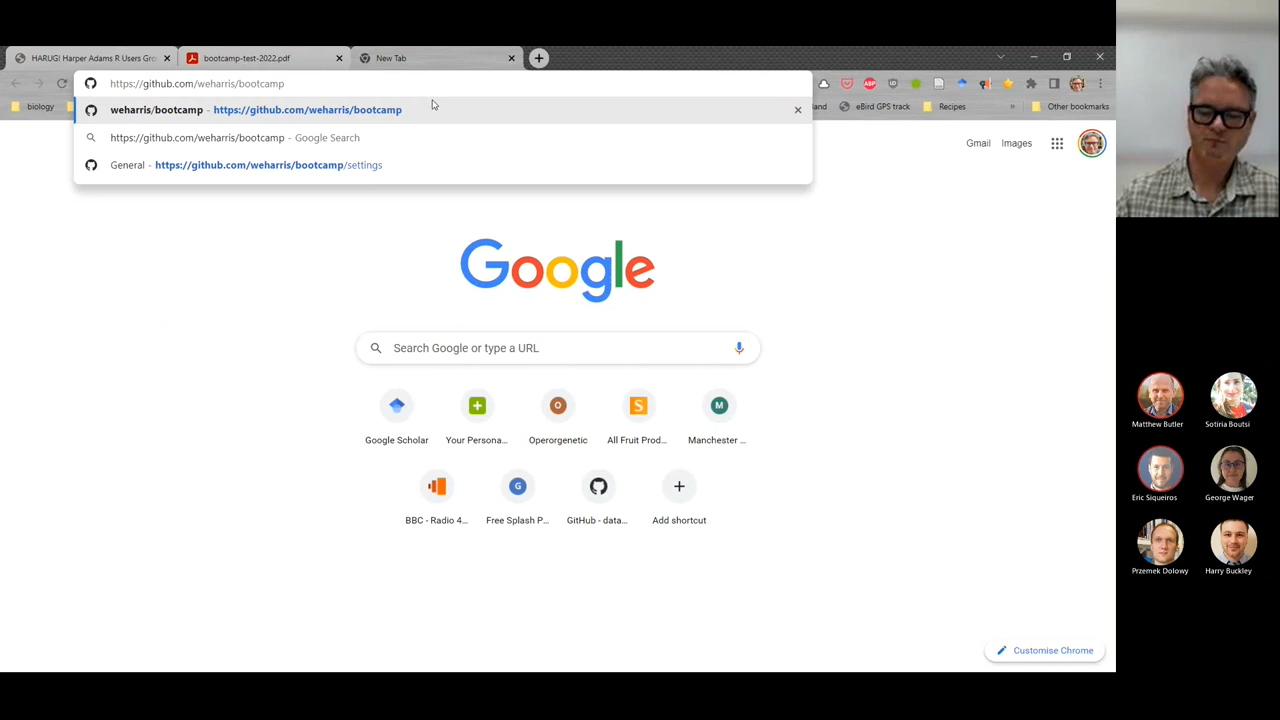 HARUG! Harper Adams R Users Gro
bootcamp-test-2022.pdf
New Tab
https://github.com/weharris/bootcamp
ABP
biology
land
eBird GPS track
Recipes
»
Other bookmarks
weharris/bootcamp - https://github.com/weharris/bootcamp
https://github.com/weharris/bootcamp - Google Search
General - https://github.com/weharris/bootcamp/settings
Gmail
Images
Google
Search Google or type a URL
O
S
M
Google Scholar
Your Persona...
Operorgenetic
All Fruit Prod...
Manchester ...
G
BBC - Radio 4...
Free Splash P...
GitHub - data...
Add shortcut
Customise Chrome
Matthew Butler
Sotiria Boutsi
Eric Siqueiros
George Wager
Przemek Dolowy
Harry Buckley